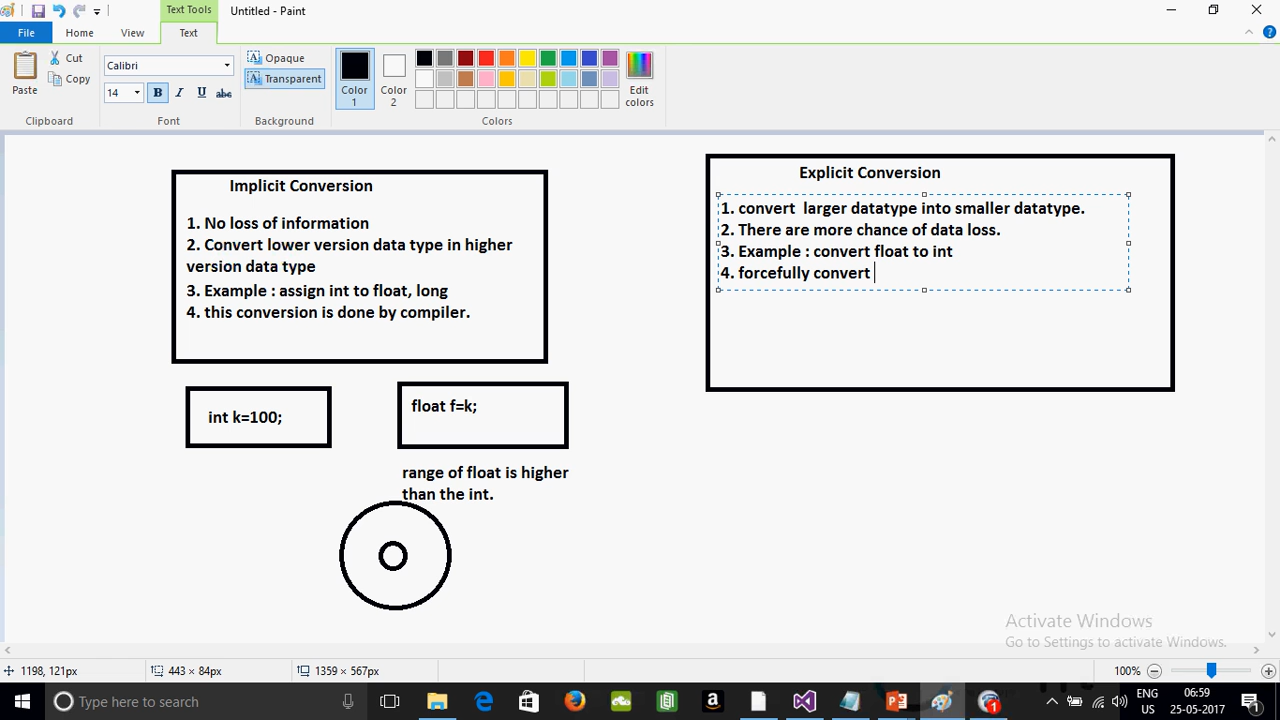 Text Tools
Untitled - Paint
File
Home
View
Text
Paste
Cut
Copy
Clipboard
Calibri
14
B
I
U
abc
Font
Opaque
Transparent
Background
Color 1
Color 2
Edit colors
Colors
Implicit Conversion
1. No loss of information
2. Convert lower version data type in higher
version data type
3. Example : assign int to float, long
4. this conversion is done by compiler.
int k=100;
float f=k;
range of float is higher
than the int.
Explicit Conversion
1. convert  larger datatype into smaller datatype.
2. There are more chance of data loss.
3. Example : convert float to int
4. forcefully convert
Activate Windows
Go to Settings to activate Windows.
1198, 121px
443 × 84px
1359 × 567px
100%
Type here to search
ENG
US
06:59
25-05-2017